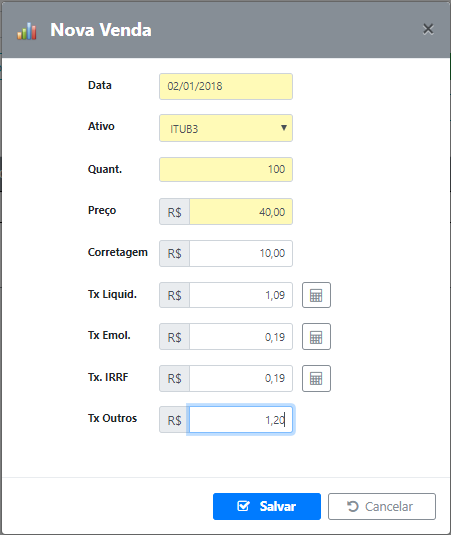 Nova Venda ×
Data 02/01/2018
Ativo ITUB3
Quant. 100
Preço R$ 40,00
Corretagem R$ 10,00
Tx Liquid. R$ 1,09
Tx Emol. R$ 0,19
Tx. IRRF R$ 0,19
Tx Outros R$ 1,20
Salvar Cancelar